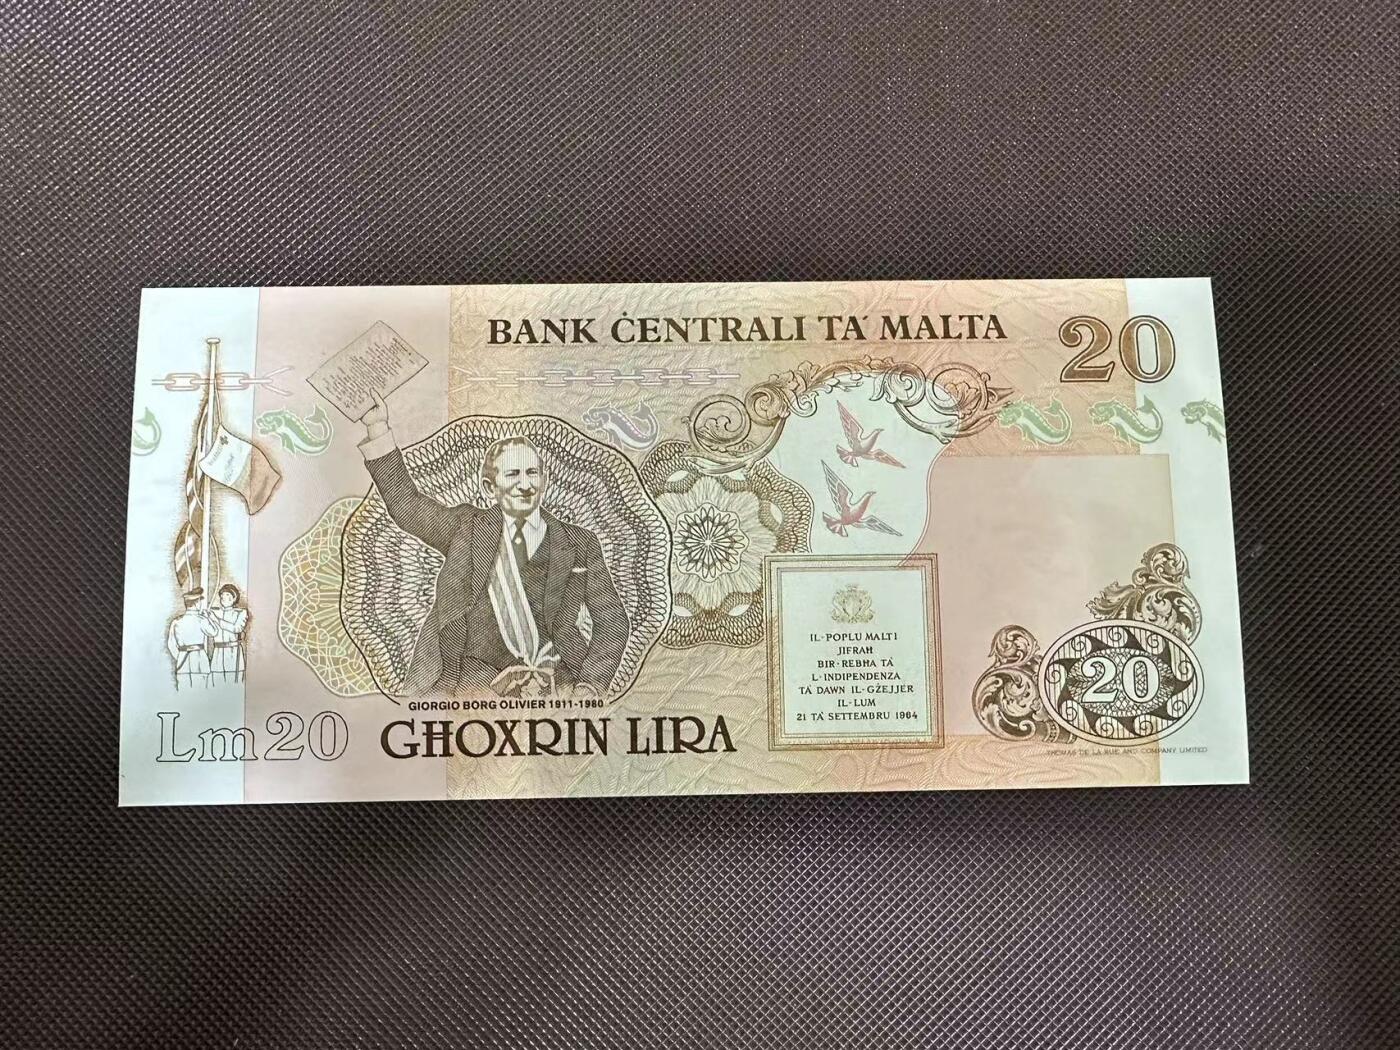 BANK ĊENTRALI TA' MALTA
20
IL-POPLU MALTI
JIFRAĦ
BIR-REBĦA TA'
L-INDIPENDENZA
TA' DAWN IL-GŻEJJER
IL-LUM
21 TA' SETTEMBRU 1964
20
GIORGIO BORG OLIVIER 1911-1980
Lm20
GĦOXRIN LIRA
THOMAS DE LA RUE AND COMPANY LIMITED